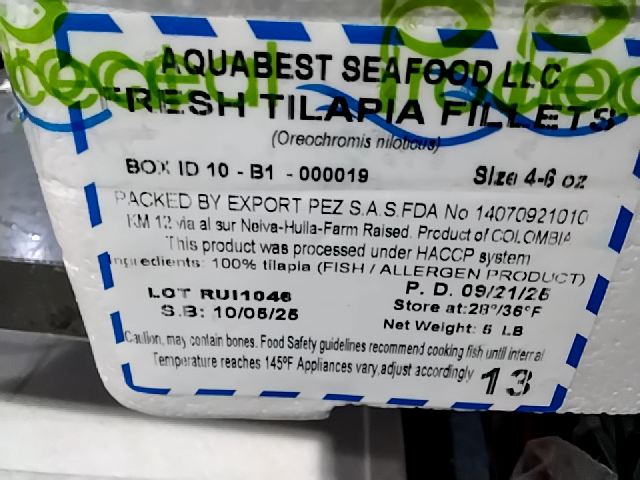 AQUABEST SEAFOOD LLC
FRESH TILAPIA FILLETS
(Oreochromis niloticus)
BOX ID 10 - B1 - 000019 Size 4-6 oz
PACKED BY EXPORT PEZ S.A.S.FDA No 14070921010
KM 12 via al sur Neiva-Huila-Farm Raised. Product of COLOMBIA
This product was processed under HACCP system
Ingredients: 100% tilapia (FISH / ALLERGEN PRODUCT)
LOT RUI1046 P. D. 09/21/25
S.B: 10/05/25 Store at:28º/36ºF
Net Weight: 5 LB
Caution, may contain bones. Food Safety guidelines recommend cooking fish until internal
Temperature reaches 145ºF Appliances vary,adjust accordingly 13